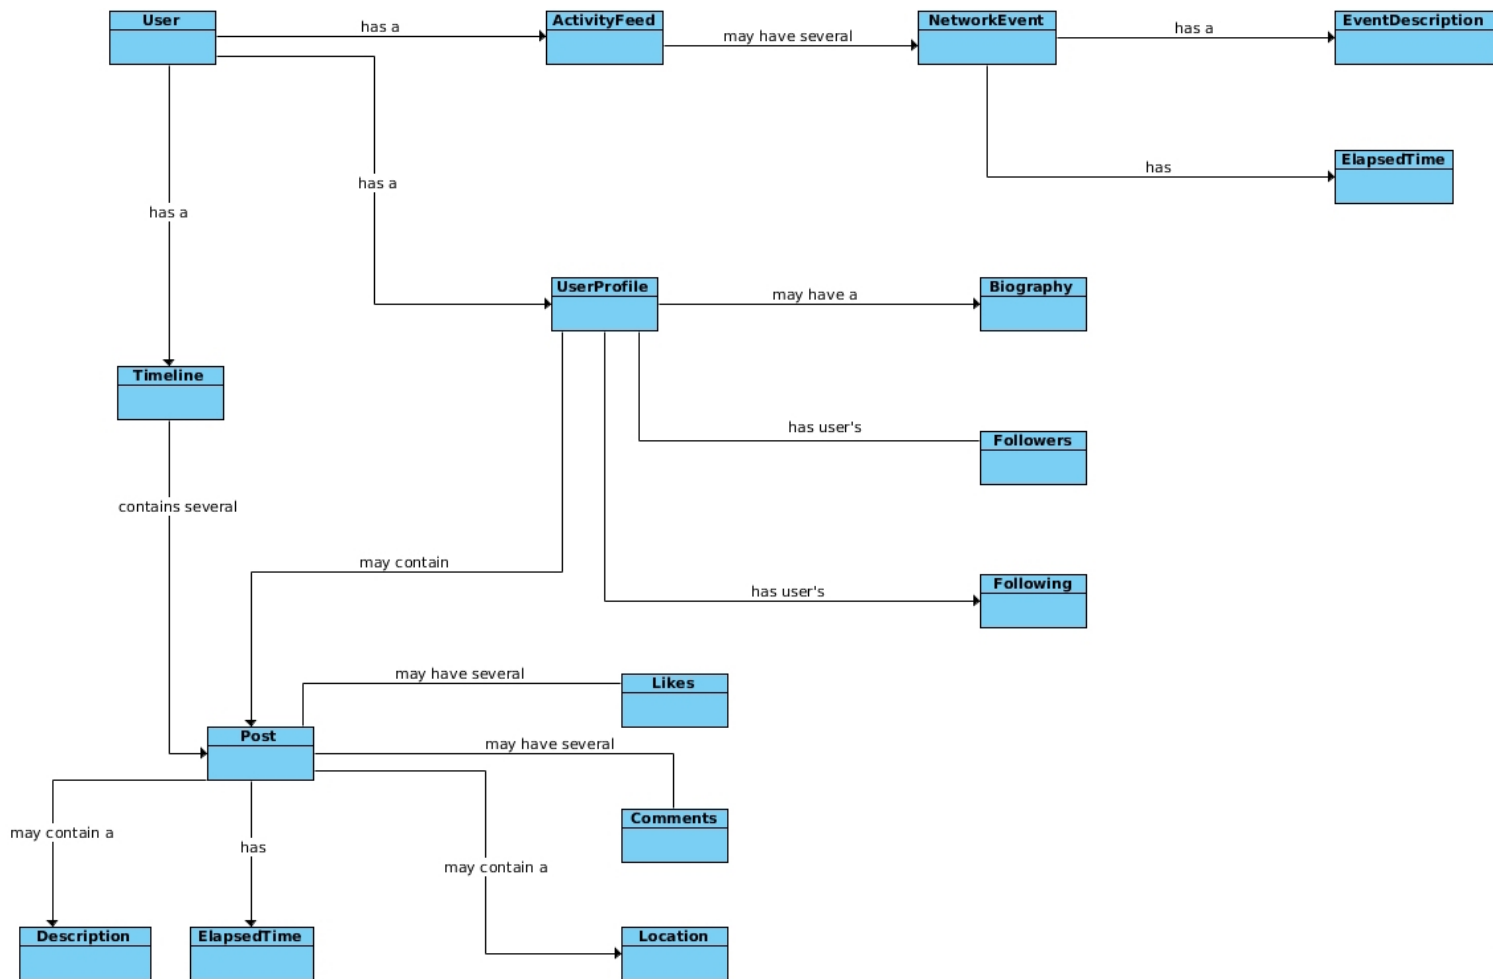 User
has a
ActivityFeed
may have several
NetworkEvent
has a
EventDescription
has
ElapsedTime
has a
has a
UserProfile
may have a
Biography
Timeline
has user's
Followers
contains several
may contain
has user's
Following
may have several
Likes
Post
may have several
Comments
may contain a
has
may contain a
Description
ElapsedTime
Location